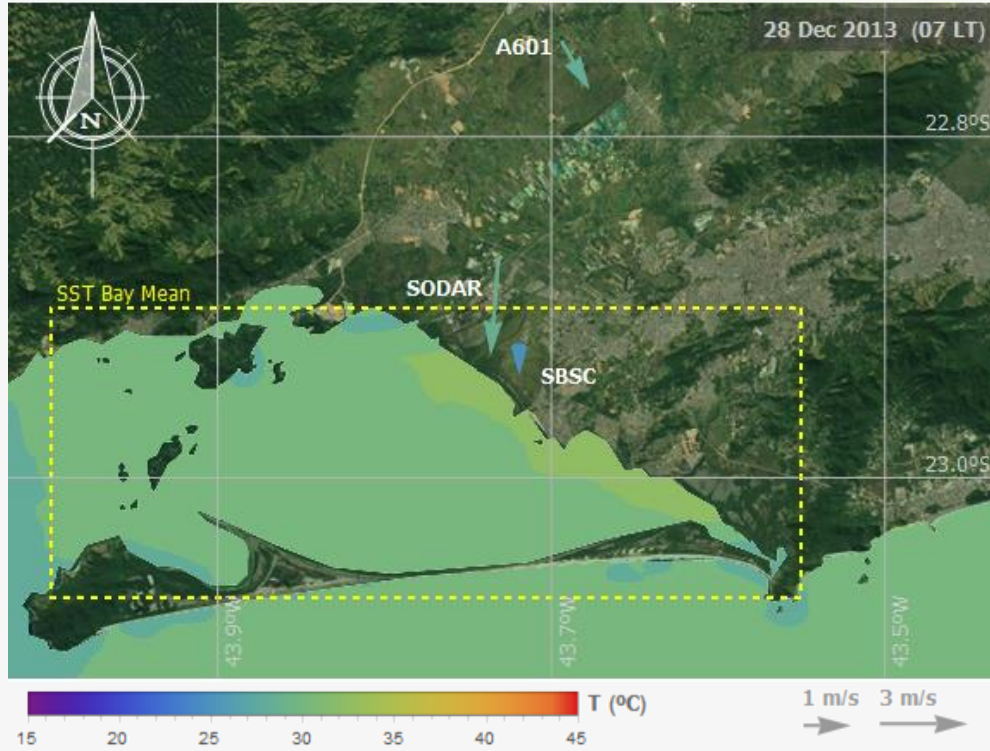 A601
28 Dec 2013 (07 LT)
N
22.8ºS
SODAR
SST Bay Mean
SBSC
23.0ºS
43.9ºW
43.7ºW
43.5ºW
T (ºC)
15 20 25 30 35 40 45
1 m/s 3 m/s